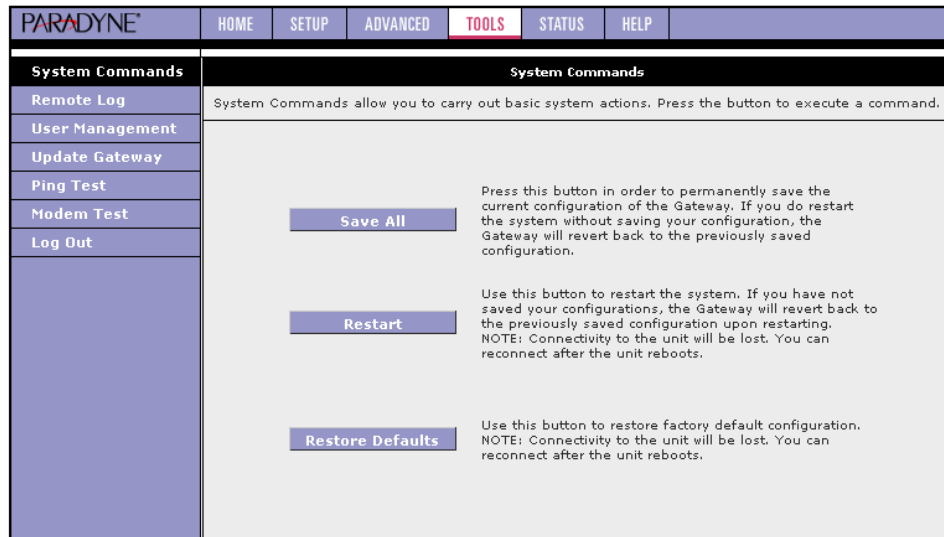 PARADYNE®
HOME
SETUP
ADVANCED
TOOLS
STATUS
HELP
System Commands
Remote Log
User Management
Update Gateway
Ping Test
Modem Test
Log Out
System Commands
System Commands allow you to carry out basic system actions. Press the button to execute a command.
Save All
Press this button in order to permanently save the
current configuration of the Gateway. If you do restart
the system without saving your configuration, the
Gateway will revert back to the previously saved
configuration.
Restart
Use this button to restart the system. If you have not
saved your configurations, the Gateway will revert back to
the previously saved configuration upon restarting.
NOTE: Connectivity to the unit will be lost. You can
reconnect after the unit reboots.
Restore Defaults
Use this button to restore factory default configuration.
NOTE: Connectivity to the unit will be lost. You can
reconnect after the unit reboots.